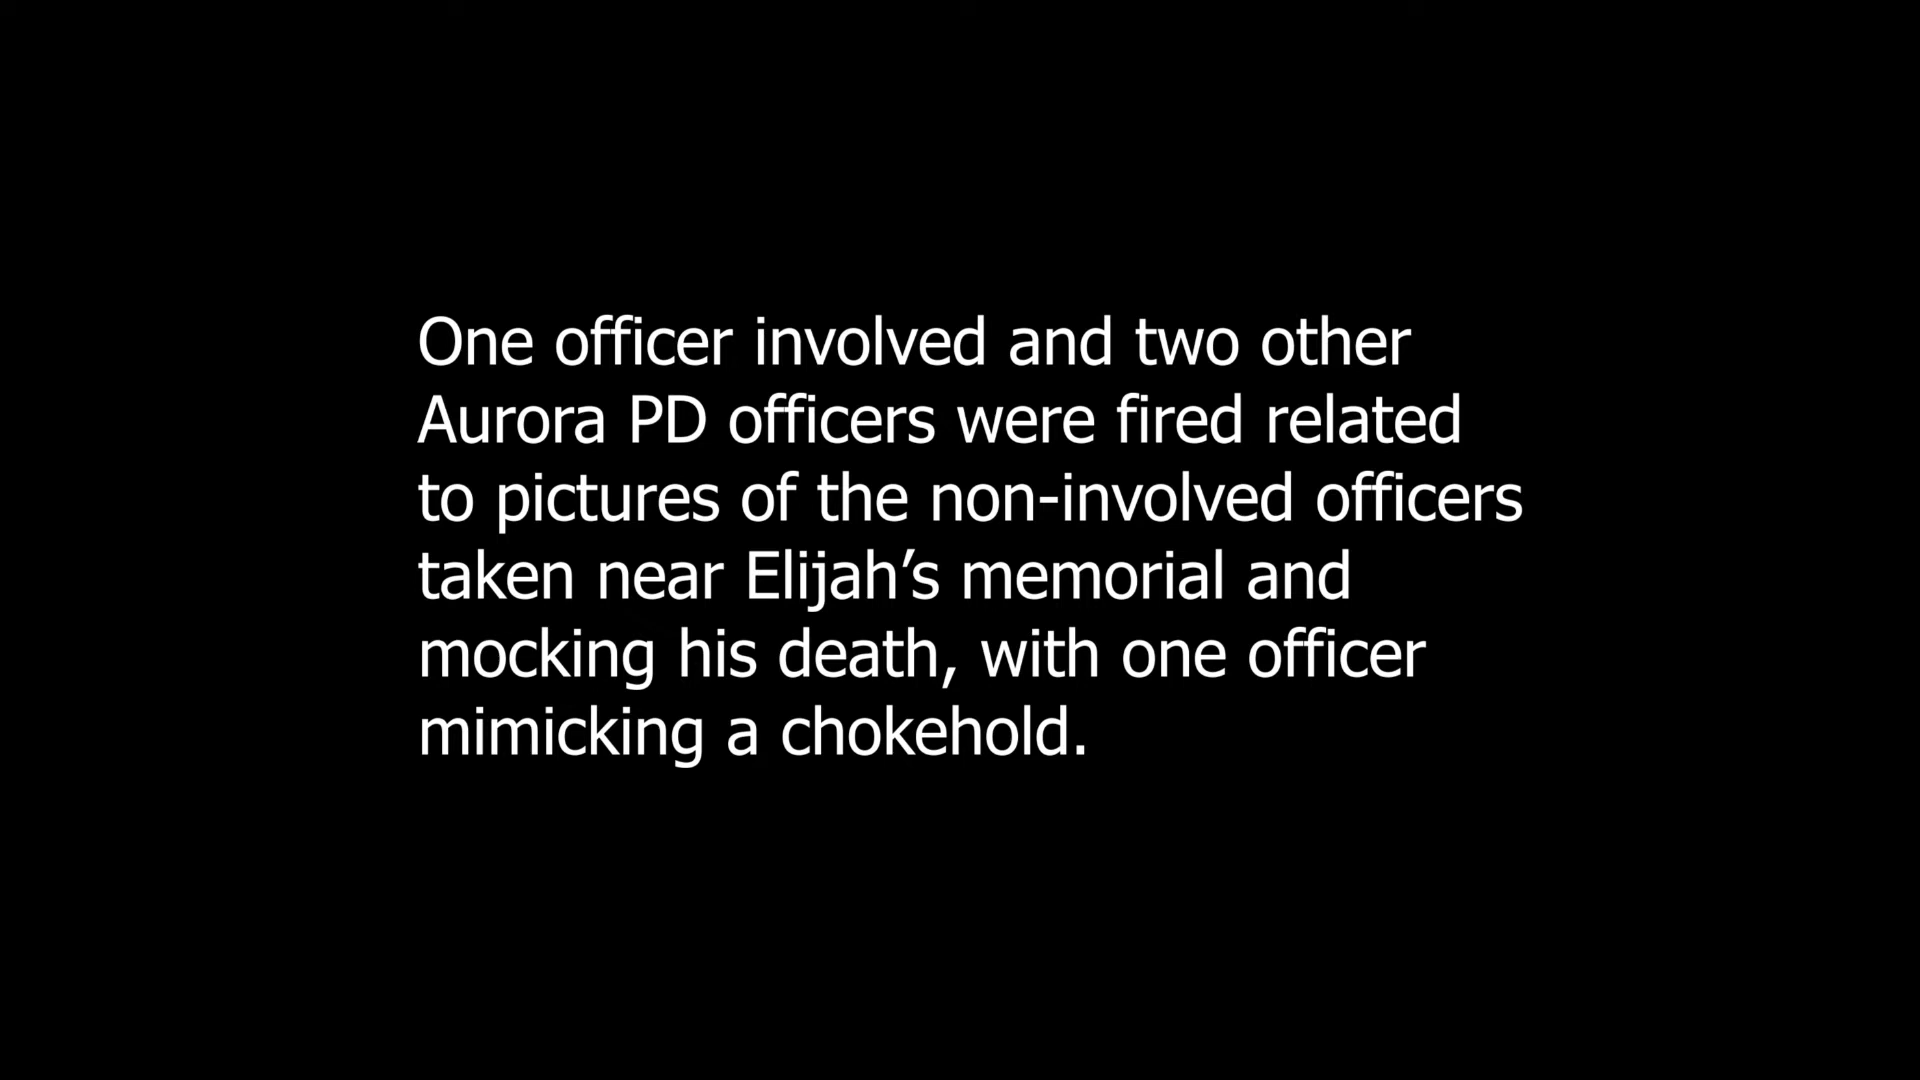 One officer involved and two other
Aurora PD officers were fired related
to pictures of the non-involved officers
taken near Elijah’s memorial and
mocking his death, with one officer
mimicking a chokehold.